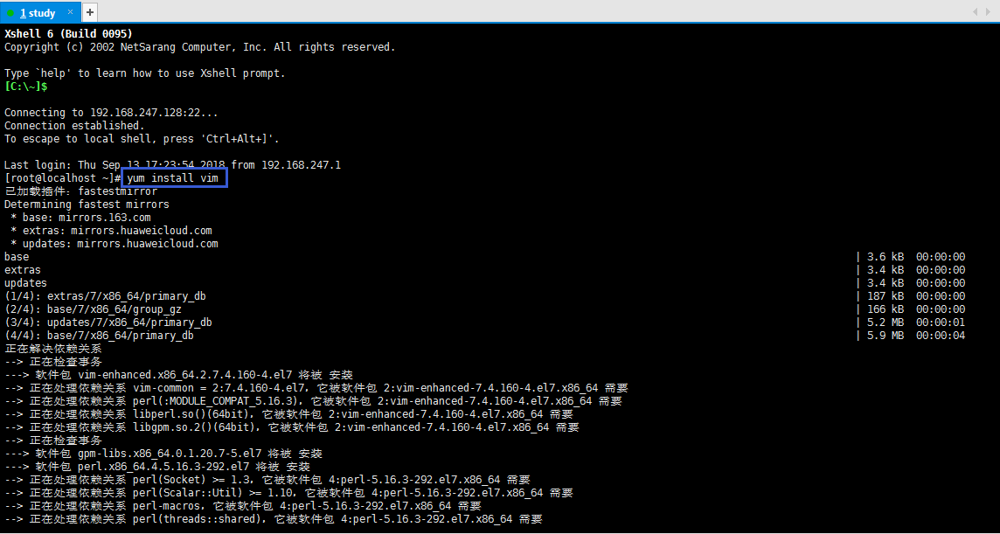 1 study × +
Xshell 6 (Build 0095)
Copyright (c) 2002 NetSarang Computer, Inc. All rights reserved.
Type `help' to learn how to use Xshell prompt.
[C:\~]$
Connecting to 192.168.247.128:22...
Connection established.
To escape to local shell, press 'Ctrl+Alt+]'.
Last login: Thu Sep 13 17:23:54 2018 from 192.168.247.1
[root@localhost ~]# yum install vim
已加载插件：fastestmirror
Determining fastest mirrors
 * base: mirrors.163.com
 * extras: mirrors.huaweicloud.com
 * updates: mirrors.huaweicloud.com
base | 3.6 kB 00:00:00
extras | 3.4 kB 00:00:00
updates | 3.4 kB 00:00:00
(1/4): extras/7/x86_64/primary_db | 187 kB 00:00:00
(2/4): base/7/x86_64/group_gz | 166 kB 00:00:00
(3/4): updates/7/x86_64/primary_db | 5.2 MB 00:00:01
(4/4): base/7/x86_64/primary_db | 5.9 MB 00:00:04
正在解决依赖关系
--> 正在检查事务
---> 软件包 vim-enhanced.x86_64.2.7.4.160-4.el7 将被 安装
--> 正在处理依赖关系 vim-common = 2:7.4.160-4.el7，它被软件包 2:vim-enhanced-7.4.160-4.el7.x86_64 需要
--> 正在处理依赖关系 perl(:MODULE_COMPAT_5.16.3)，它被软件包 2:vim-enhanced-7.4.160-4.el7.x86_64 需要
--> 正在处理依赖关系 libperl.so()(64bit)，它被软件包 2:vim-enhanced-7.4.160-4.el7.x86_64 需要
--> 正在处理依赖关系 libgpm.so.2()(64bit)，它被软件包 2:vim-enhanced-7.4.160-4.el7.x86_64 需要
--> 正在检查事务
---> 软件包 gpm-libs.x86_64.0.1.20.7-5.el7 将被 安装
---> 软件包 perl.x86_64.4.5.16.3-292.el7 将被 安装
--> 正在处理依赖关系 perl(Socket) >= 1.3，它被软件包 4:perl-5.16.3-292.el7.x86_64 需要
--> 正在处理依赖关系 perl(Scalar::Util) >= 1.10，它被软件包 4:perl-5.16.3-292.el7.x86_64 需要
--> 正在处理依赖关系 perl-macros，它被软件包 4:perl-5.16.3-292.el7.x86_64 需要
--> 正在处理依赖关系 perl(threads::shared)，它被软件包 4:perl-5.16.3-292.el7.x86_64 需要